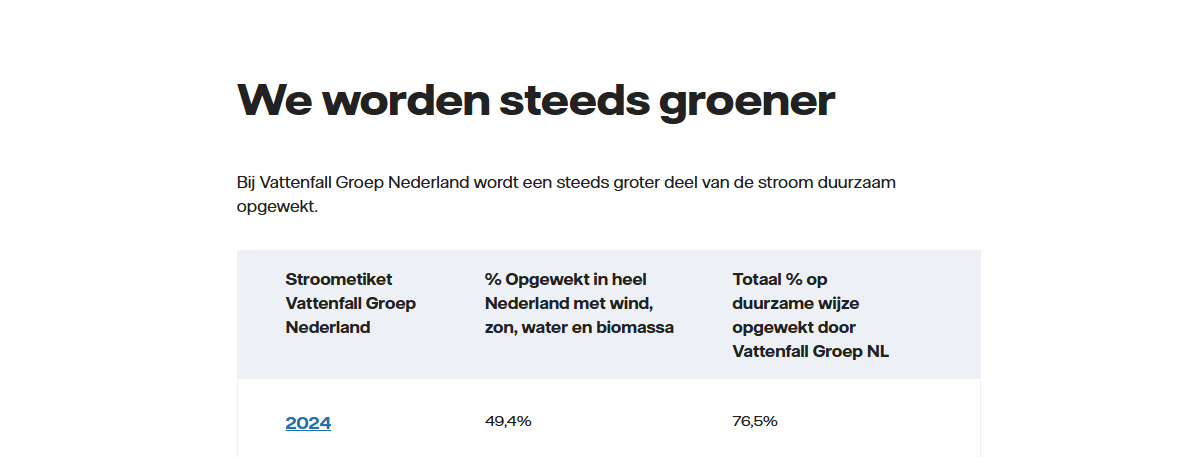 We worden steeds groener
Bij Vattenfall Groep Nederland wordt een steeds groter deel van de stroom duurzaam
opgewekt.
Stroometiket
Vattenfall Groep
Nederland
% Opgewekt in heel
Nederland met wind,
zon, water en biomassa
Totaal % op
duurzame wijze
opgewekt door
Vattenfall Groep NL
2024
49,4%
76,5%